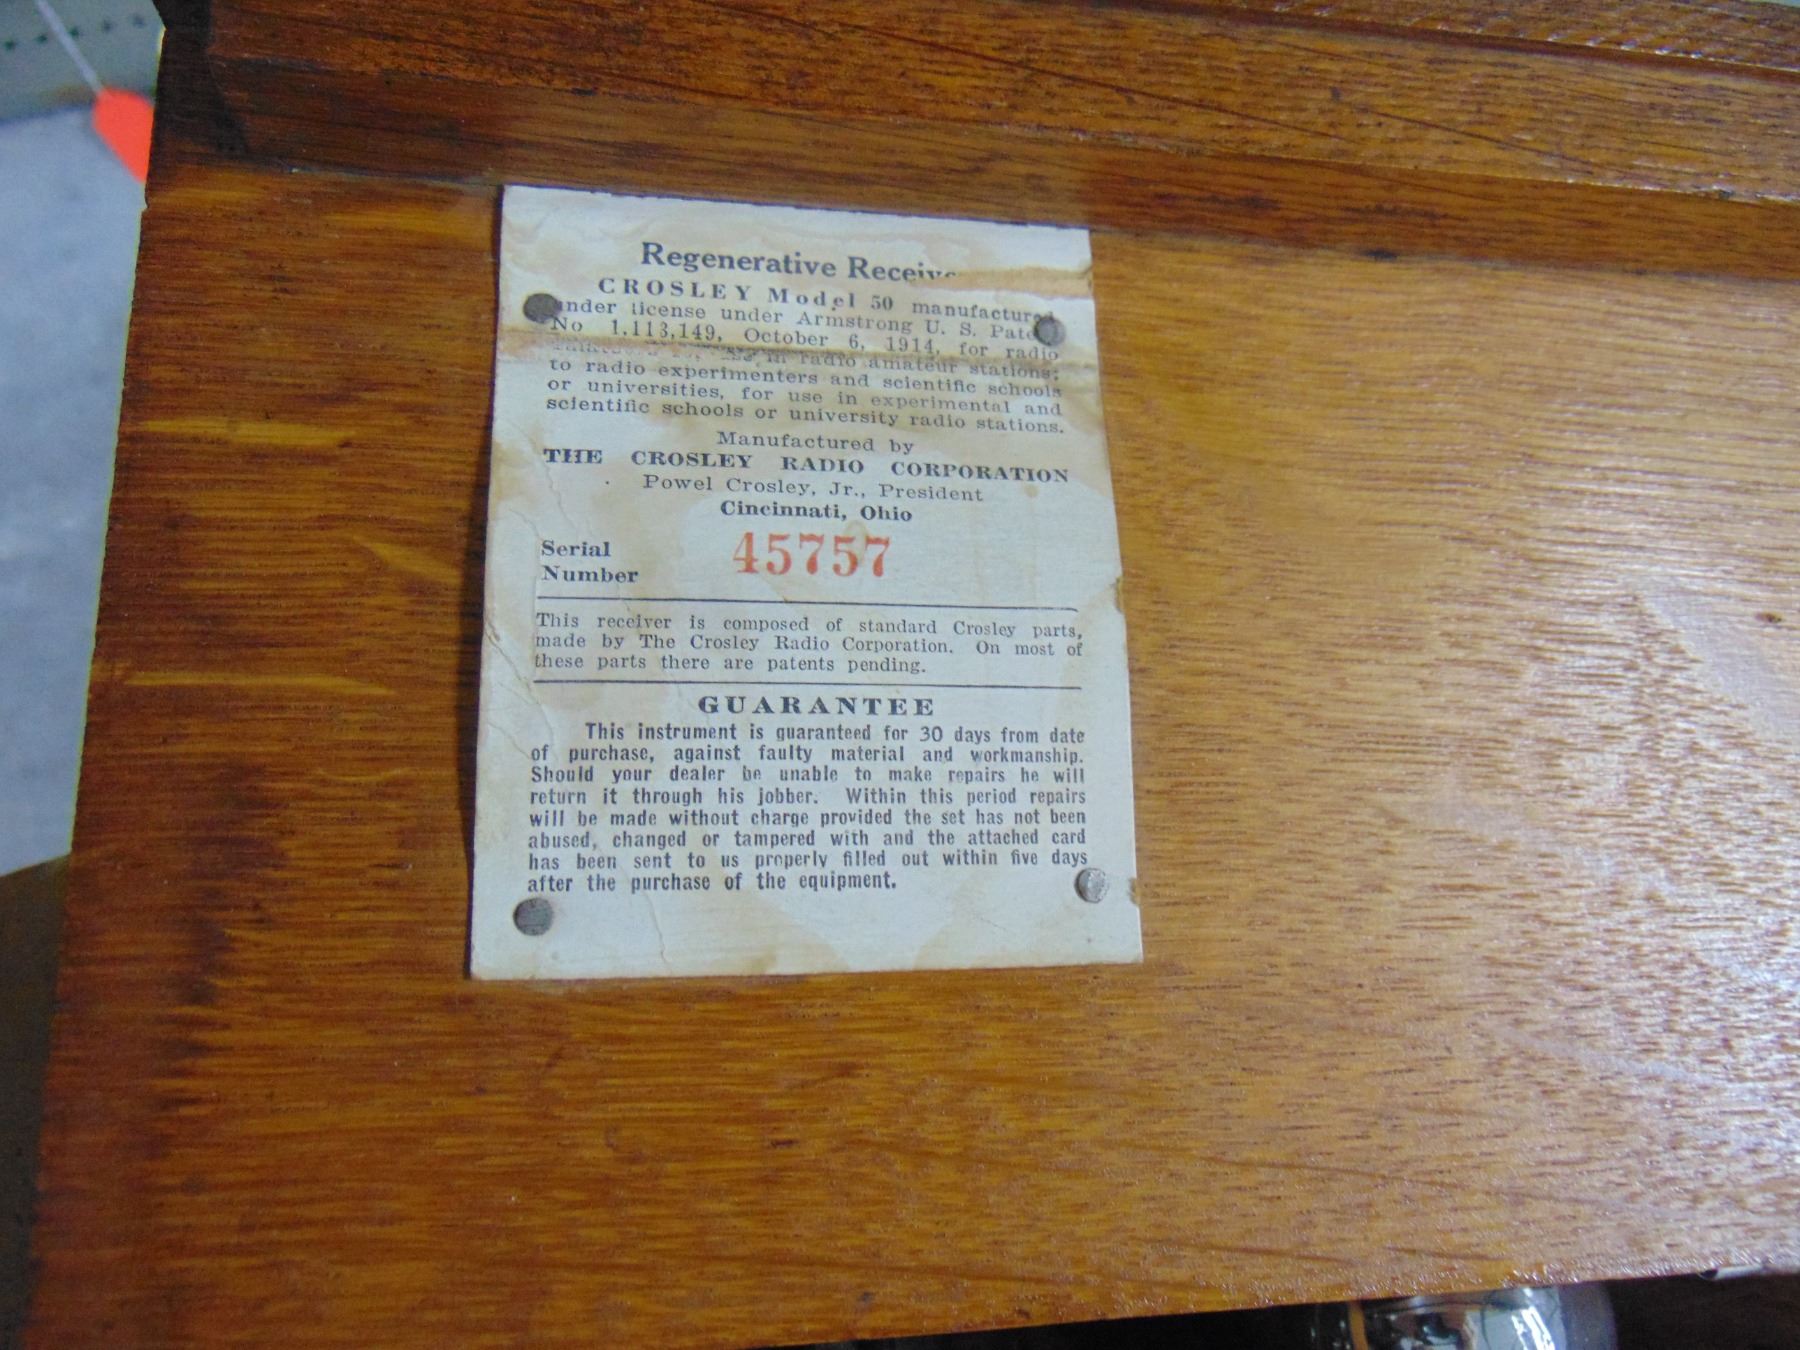 Regenerative
CROSLEY Model 50 manufactured
under license under Armstrong U. S.
No 1,113,149, October 6, 1914, for radio
in radio amateur stations;
to radio experimenters and scientific schools
or universities, for use in experimental and
scientific schools or university radio stations.
Manufactured by
THE CROSLEY RADIO CORPORATION
Powel Crosley, Jr., President
Cincinnati, Ohio
Serial
Number
45757
This receiver is composed of standard Crosley parts,
made by The Crosley Radio Corporation. On most of
these parts there are patents pending.
GUARANTEE
This instrument is guaranteed for 30 days from date
of purchase, against faulty material and workmanship.
Should your dealer be unable to make repairs he will
return it through his jobber. Within this period repairs
will be made without charge provided the set has not been
abused, changed or tampered with and the attached card
has been sent to us properly filled out within five days
after the purchase of the equipment.